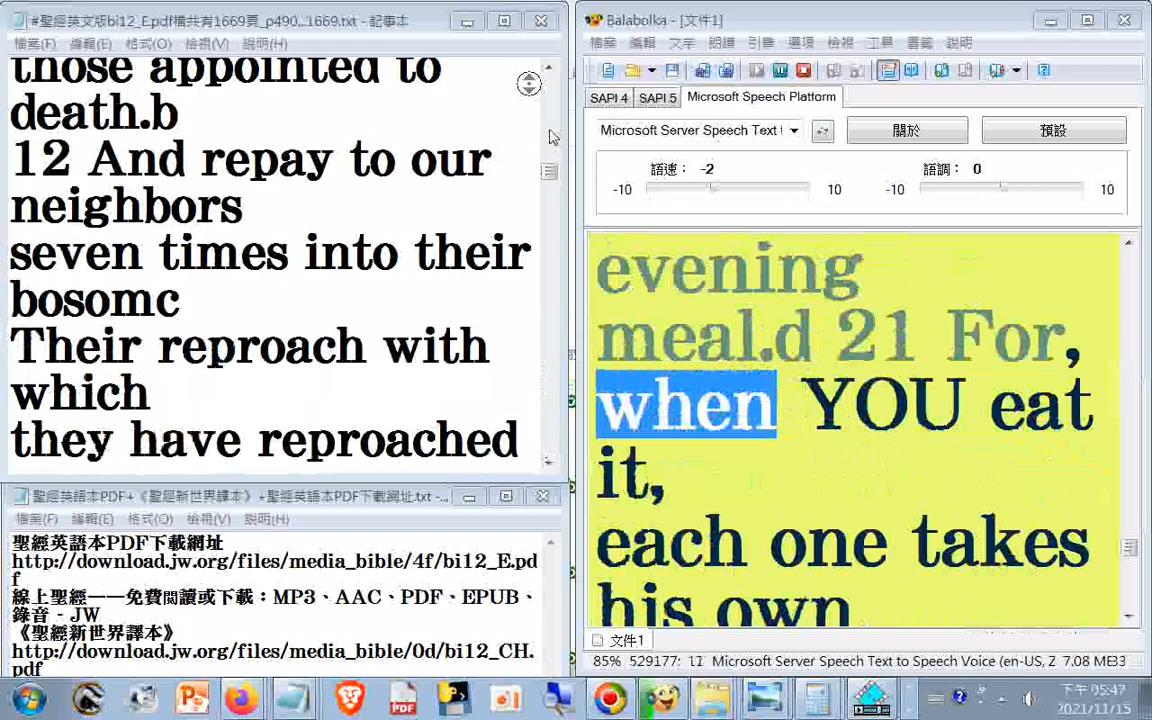 #聖經英文版bi12_E.pdf檔共有1669頁_p490...1669.txt - 記事本
檔案(F) 編輯(E) 格式(O) 檢視(V) 說明(H)
those appointed to
death.b
12 And repay to our
neighbors
seven times into their
bosomc
Their reproach with
which
they have reproached
聖經英語本PDF+《聖經新世界譯本》+聖經英語本PDF下載網址.txt - ...
檔案(F) 編輯(E) 格式(O) 檢視(V) 說明(H)
聖經英語本PDF下載網址
http://download.jw.org/files/media_bible/4f/bi12_E.pd
f
線上聖經——免費閱讀或下載：MP3、AAC、PDF、EPUB、
錄音 - JW
《聖經新世界譯本》
http://download.jw.org/files/media_bible/0d/bi12_CH.
pdf
Balabolka - [文件1]
檔案 編輯 文字 朗讀 引擎 選項 檢視 工具 書籤 說明
SAPI 4 SAPI 5 Microsoft Speech Platform
Microsoft Server Speech Text 關於 預設
語速： -2 語調： 0
-10 10 -10 10
evening
meal.d 21 For,
when YOU eat
it,
each one takes
his own
文件1
85% 529177: 12 Microsoft Server Speech Text to Speech Voice (en-US, Z 7.08 MB
下午 05:47
2021/11/15